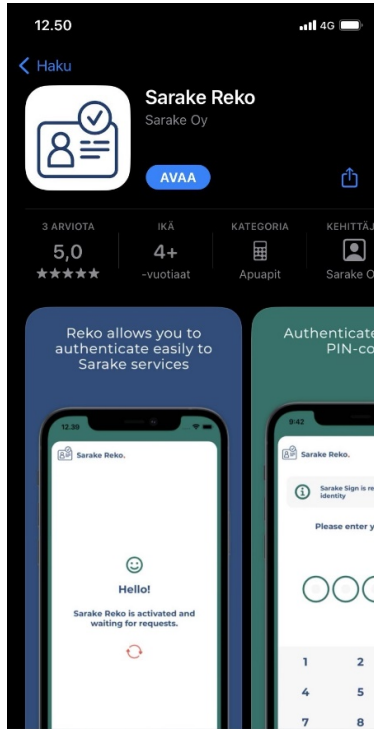 12.50
4G
Haku
Sarake Reko
Sarake Oy
AVAA
3 ARVIOTA
IKÄ
KATEGORIA
KEHITTÄJ
5,0
4+
★★★★★
-vuotiaat
Apuapit
Sarake O
Reko allows you to
authenticate easily to
Sarake services
12.30
Sarake Reko.
Hello!
Sarake Reko is activated and
waiting for requests.
Authenticate
PIN-co
9:42
Sarake Reko.
Sarake Sign is re
identity
Please enter y
1 2
4 5
7 8